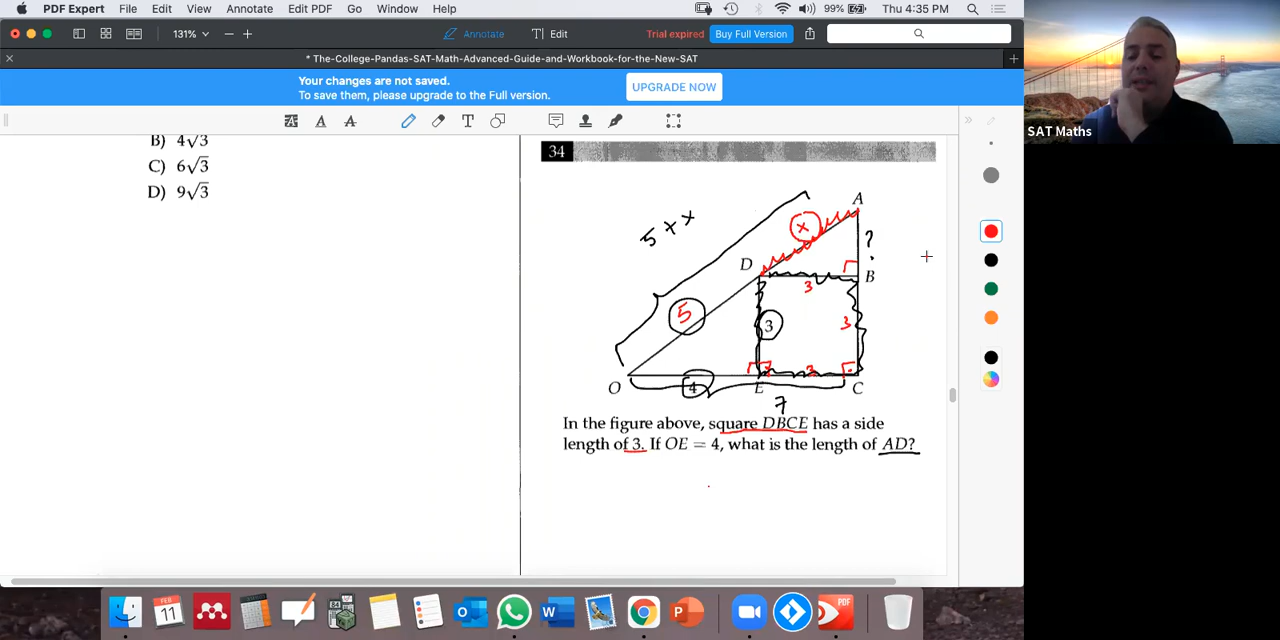 PDF Expert File Edit View Annotate Edit PDF Go Window Help 99% Thu 4:35 PM
131% Annotate Edit Trial expired Buy Full Version
* The-College-Pandas-SAT-Math-Advanced-Guide-and-Workbook-for-the-New-SAT
Your changes are not saved.
To save them, please upgrade to the Full version.
UPGRADE NOW
SAT Maths
B) 4√3
C) 6√3
D) 9√3
34
A
5 + x
x
?
D
B
3
5
3
3
3
O
4
E
C
7
In the figure above, square DBCE has a side
length of 3. If OE = 4, what is the length of AD?
FEB
11
W
P
PDF